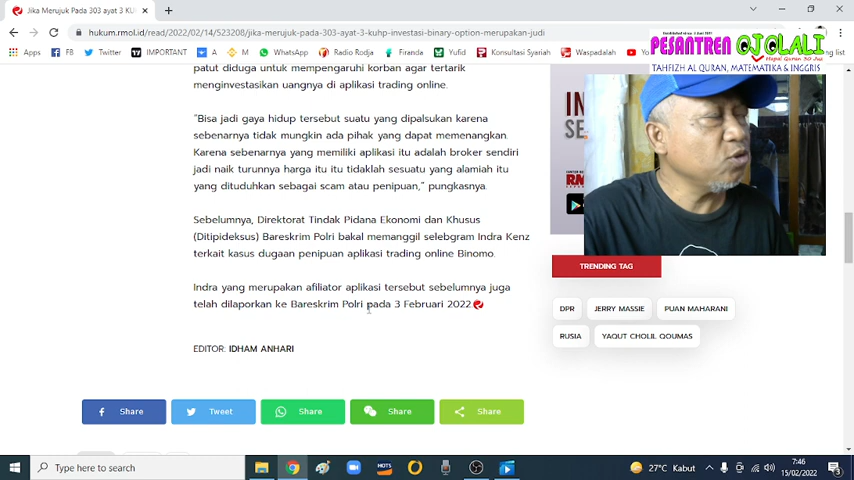 Jika Merujuk Pada 303 ayat 3 KUH
hukum.rmol.id/read/2022/02/14/523208/jika-merujuk-pada-303-ayat-3-kuhp-investasi-binary-option-merupakan-judi
Apps FB Twitter IMPORTANT A M WhatsApp Radio Rodja Firanda Yufid Konsultasi Syariah Waspadalah
PESANTREN OJOLALI
Hapal Quran 30 Juz
TAHFIZH AL QURAN, MATEMATIKA & INGGRIS
patut diduga untuk mempengaruhi korban agar tertarik
menginvestasikan uangnya di aplikasi trading online.
“Bisa jadi gaya hidup tersebut suatu yang dipalsukan karena
sebenarnya tidak mungkin ada pihak yang dapat memenangkan.
Karena sebenarnya yang memiliki aplikasi itu adalah broker sendiri
jadi naik turunnya harga itu itu tidaklah sesuatu yang alamiah itu
yang dituduhkan sebagai scam atau penipuan,” pungkasnya.
Sebelumnya, Direktorat Tindak Pidana Ekonomi dan Khusus
(Ditipideksus) Bareskrim Polri bakal memanggil selebgram Indra Kenz
terkait kasus dugaan penipuan aplikasi trading online Binomo.
Indra yang merupakan afiliator aplikasi tersebut sebelumnya juga
telah dilaporkan ke Bareskrim Polri pada 3 Februari 2022
EDITOR: IDHAM ANHARI
Share Tweet Share Share Share
TRENDING TAG
DPR JERRY MASSIE PUAN MAHARANI
RUSIA YAQUT CHOLIL QOUMAS
Type here to search
HOTS
27°C Kabut
7:46
15/02/2022
3